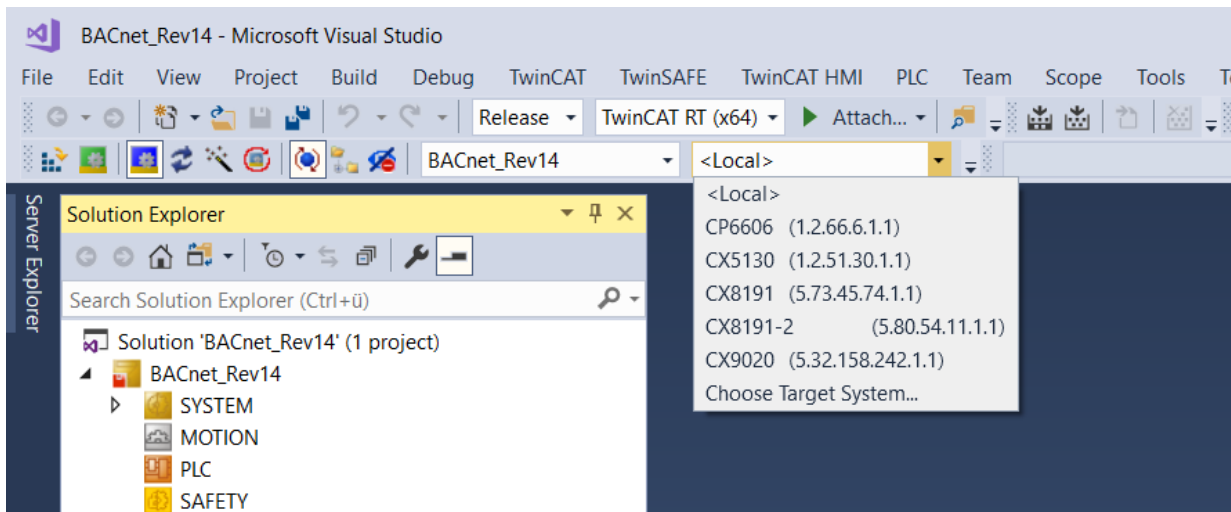 BACnet_Rev14 - Microsoft Visual Studio
File Edit View Project Build Debug TwinCAT TwinSAFE TwinCAT HMI PLC Team Scope Tools
Release TwinCAT RT (x64) Attach...
BACnet_Rev14 <Local>
<Local>
CP6606 (1.2.66.6.1.1)
CX5130 (1.2.51.30.1.1)
CX8191 (5.73.45.74.1.1)
CX8191-2 (5.80.54.11.1.1)
CX9020 (5.32.158.242.1.1)
Choose Target System...
Server Explorer
Solution Explorer
Search Solution Explorer (Ctrl+ü)
Solution 'BACnet_Rev14' (1 project)
BACnet_Rev14
SYSTEM
MOTION
PLC
SAFETY